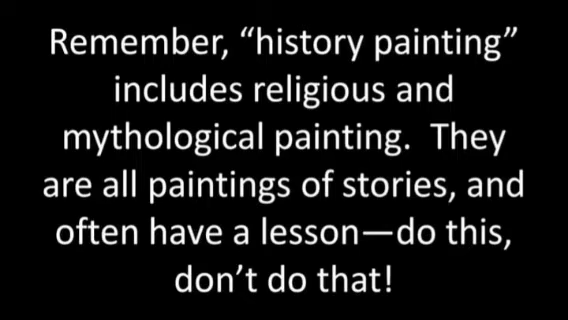 Remember, “history painting”
includes religious and
mythological painting.  They
are all paintings of stories, and
often have a lesson—do this,
don’t do that!